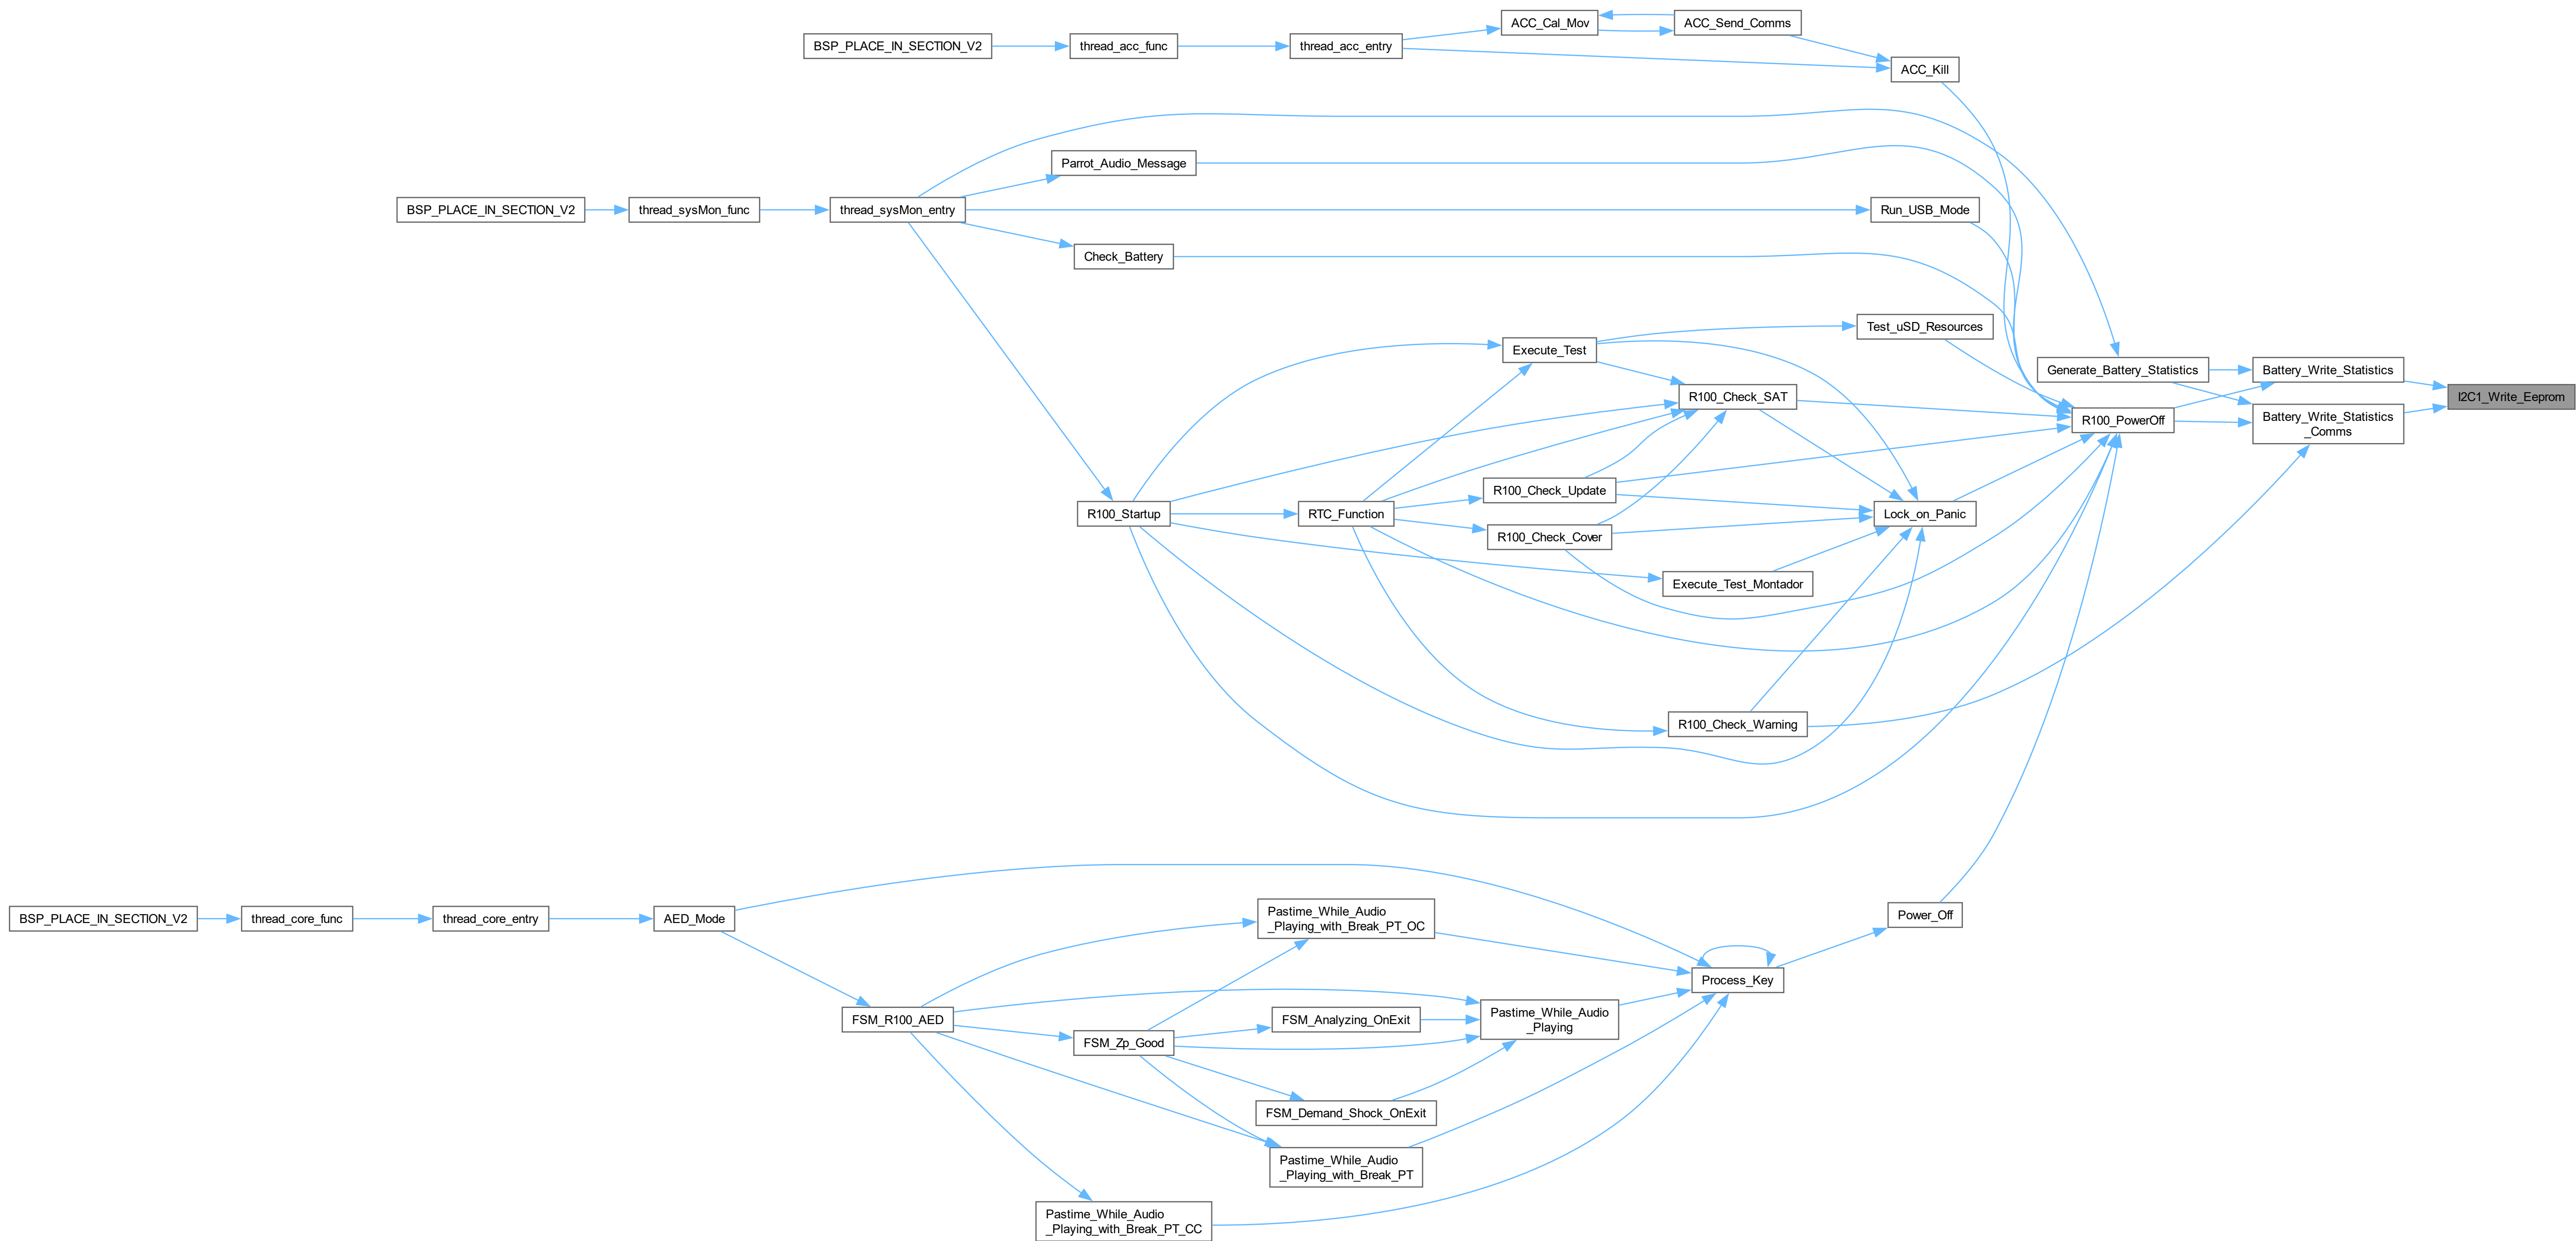 ACC_Cal_Mov
ACC_Send_Comms
BSP_PLACE_IN_SECTION_V2
thread_acc_func
thread_acc_entry
ACC_Kill
Parrot_Audio_Message
BSP_PLACE_IN_SECTION_V2
thread_sysMon_func
thread_sysMon_entry
Run_USB_Mode
Check_Battery
Test_uSD_Resources
Execute_Test
Generate_Battery_Statistics
Battery_Write_Statistics
R100_Check_SAT
I2C1_Write_Eeprom
R100_PowerOff
Battery_Write_Statistics
_Comms
R100_Check_Update
R100_Startup
RTC_Function
Lock_on_Panic
R100_Check_Cover
Execute_Test_Montador
R100_Check_Warning
Power_Off
BSP_PLACE_IN_SECTION_V2
thread_core_func
thread_core_entry
AED_Mode
Pastime_While_Audio
_Playing_with_Break_PT_OC
Process_Key
FSM_R100_AED
FSM_Analyzing_OnExit
Pastime_While_Audio
_Playing
FSM_Zp_Good
FSM_Demand_Shock_OnExit
Pastime_While_Audio
_Playing_with_Break_PT
Pastime_While_Audio
_Playing_with_Break_PT_CC